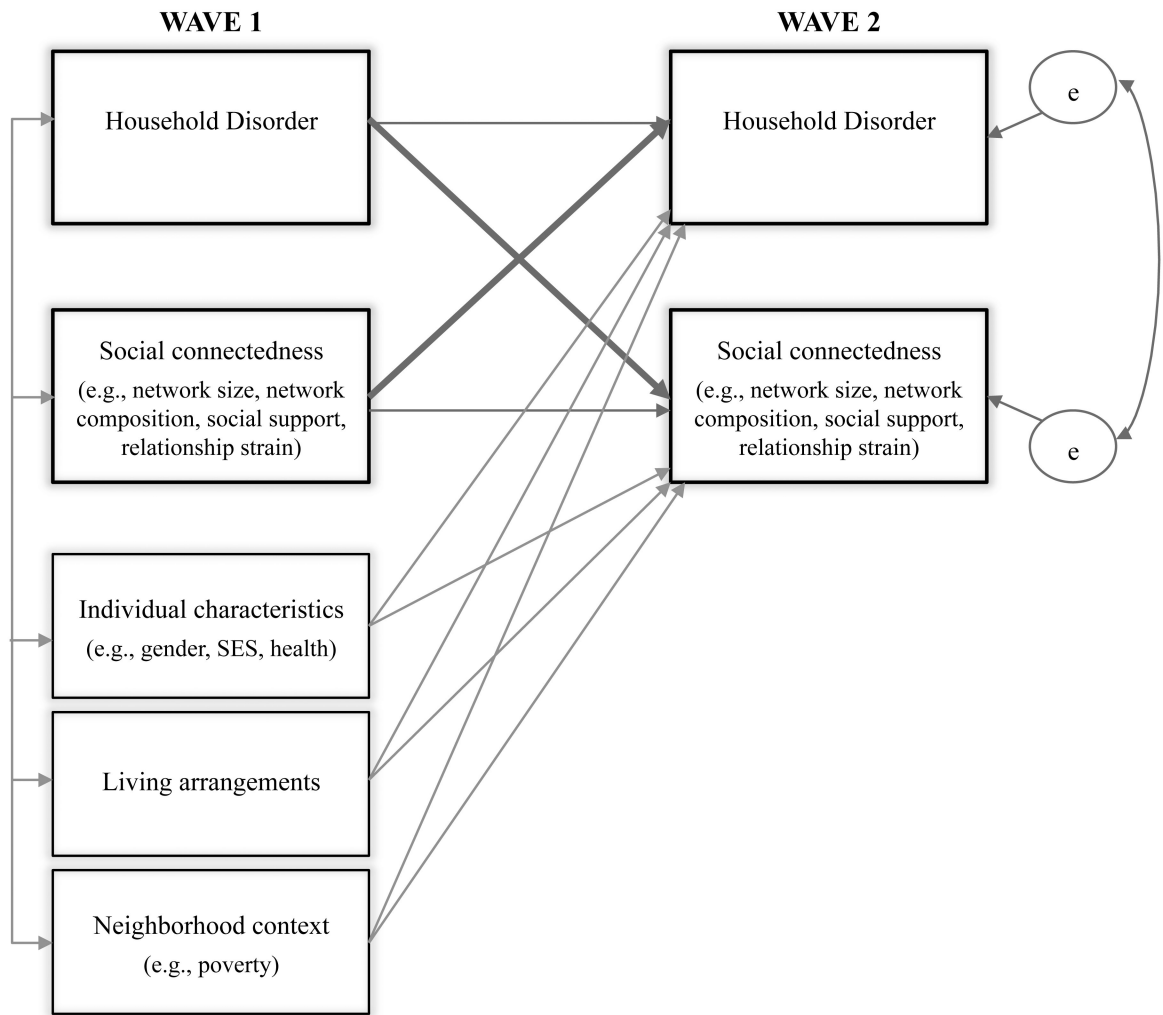 WAVE 1
WAVE 2
Household Disorder
Household Disorder
e
Social connectedness
(e.g., network size, network
composition, social support,
relationship strain)
Social connectedness
(e.g., network size, network
composition, social support,
relationship strain)
e
Individual characteristics
(e.g., gender, SES, health)
Living arrangements
Neighborhood context
(e.g., poverty)